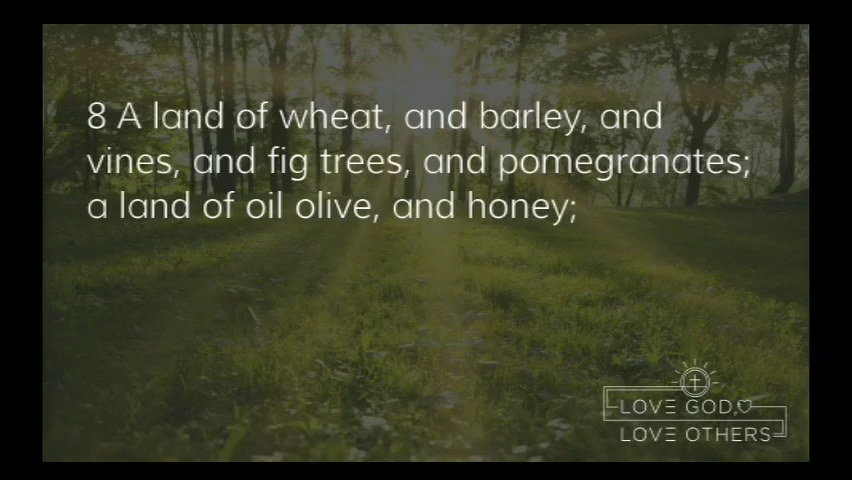 8 A land of wheat, and barley, and
vines, and fig trees, and pomegranates;
a land of oil olive, and honey;
LOVE GOD,
LOVE OTHERS